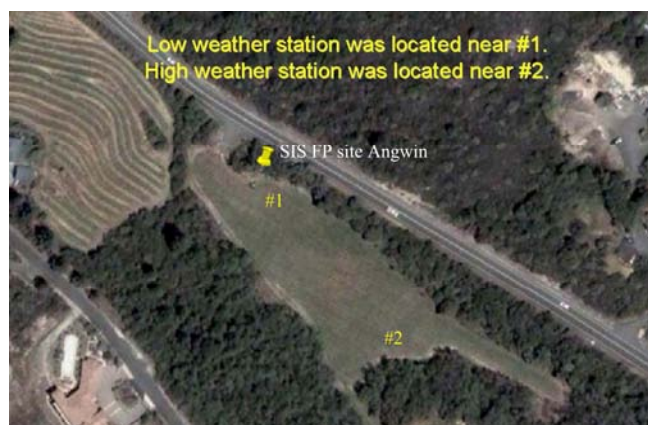 Low weather station was located near #1.
High weather station was located near #2.
SIS FP site Angwin
#1
#2